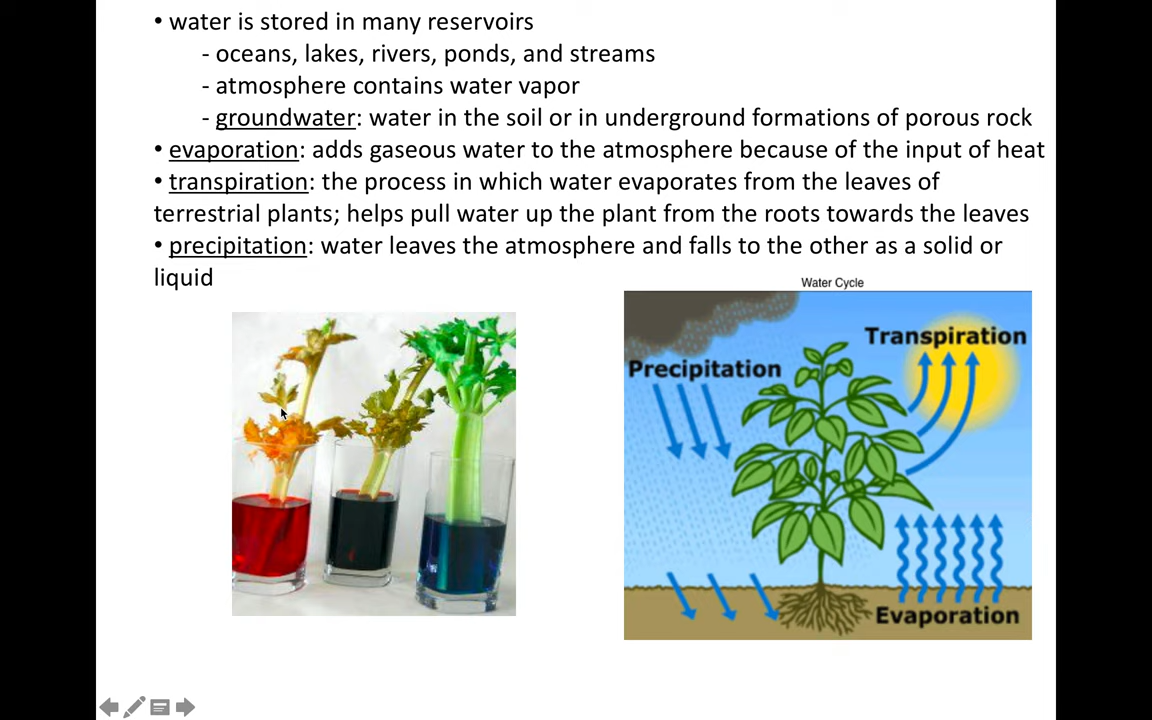 • water is stored in many reservoirs
- oceans, lakes, rivers, ponds, and streams
- atmosphere contains water vapor
- groundwater: water in the soil or in underground formations of porous rock
• evaporation: adds gaseous water to the atmosphere because of the input of heat
• transpiration: the process in which water evaporates from the leaves of
terrestrial plants; helps pull water up the plant from the roots towards the leaves
• precipitation: water leaves the atmosphere and falls to the other as a solid or
liquid
Water Cycle
Transpiration
Precipitation
Evaporation